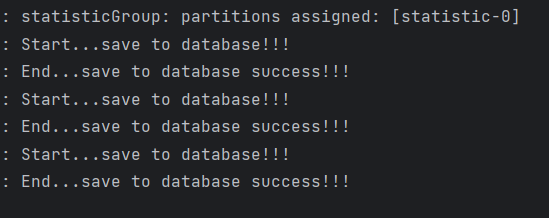 : statisticGroup: partitions assigned: [statistic-0]
: Start...save to database!!!
: End...save to database success!!!
: Start...save to database!!!
: End...save to database success!!!
: Start...save to database!!!
: End...save to database success!!!